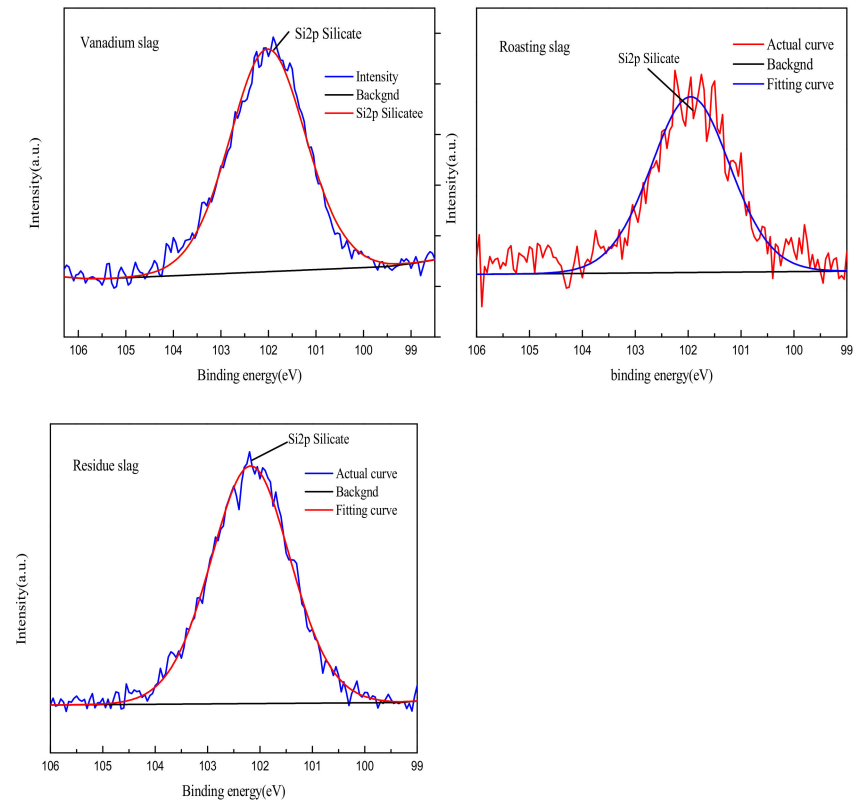 Vanadium slag
Si2p Silicate
Intensity
Backgnd
Si2p Silicatee
Intensity(a.u.)
106 105 104 103 102 101 100 99
Binding energy(eV)
Roasting slag
Si2p Silicate
Actual curve
Backgnd
Fitting curve
Intensity(a.u.)
106 105 104 103 102 101 100 99
binding energy(eV)
Residue slag
Si2p Silicate
Actual curve
Backgnd
Fitting curve
Intensity(a.u.)
106 105 104 103 102 101 100 99
Binding energy(eV)